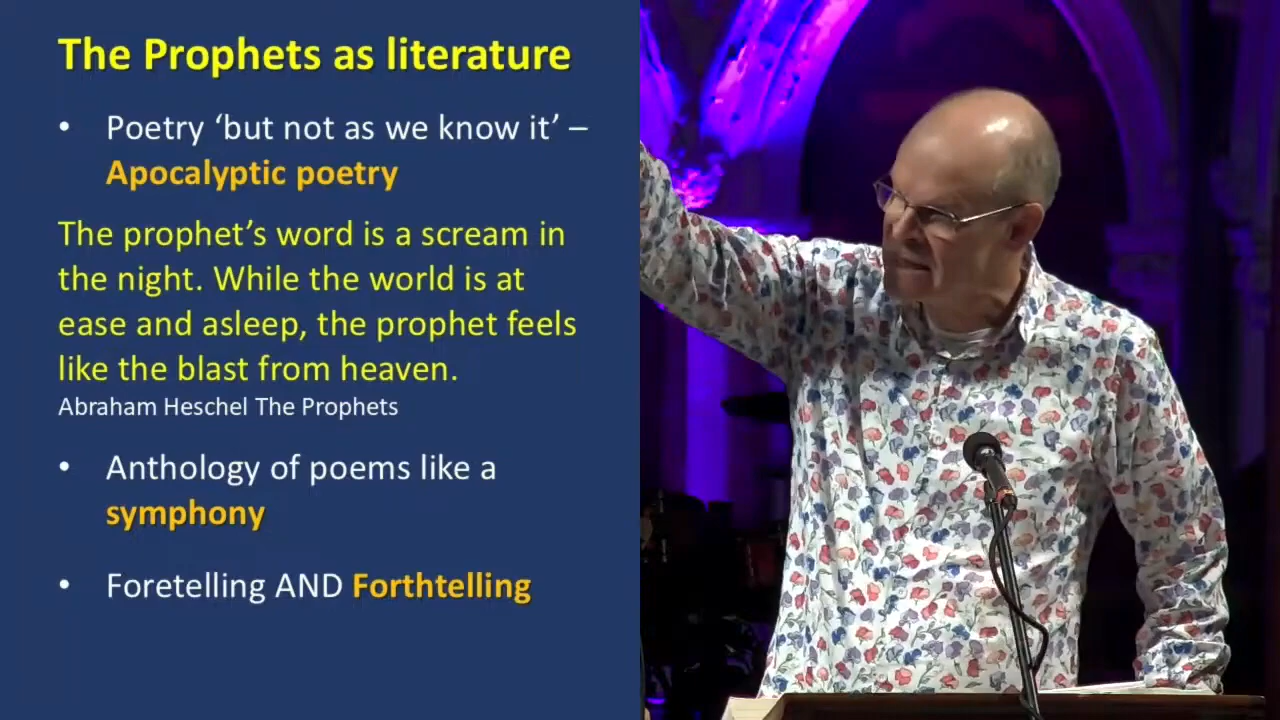 The Prophets as literature
• Poetry ‘but not as we know it’ –
Apocalyptic poetry
The prophet’s word is a scream in
the night. While the world is at
ease and asleep, the prophet feels
like the blast from heaven.
Abraham Heschel The Prophets
• Anthology of poems like a
symphony
• Foretelling AND Forthtelling